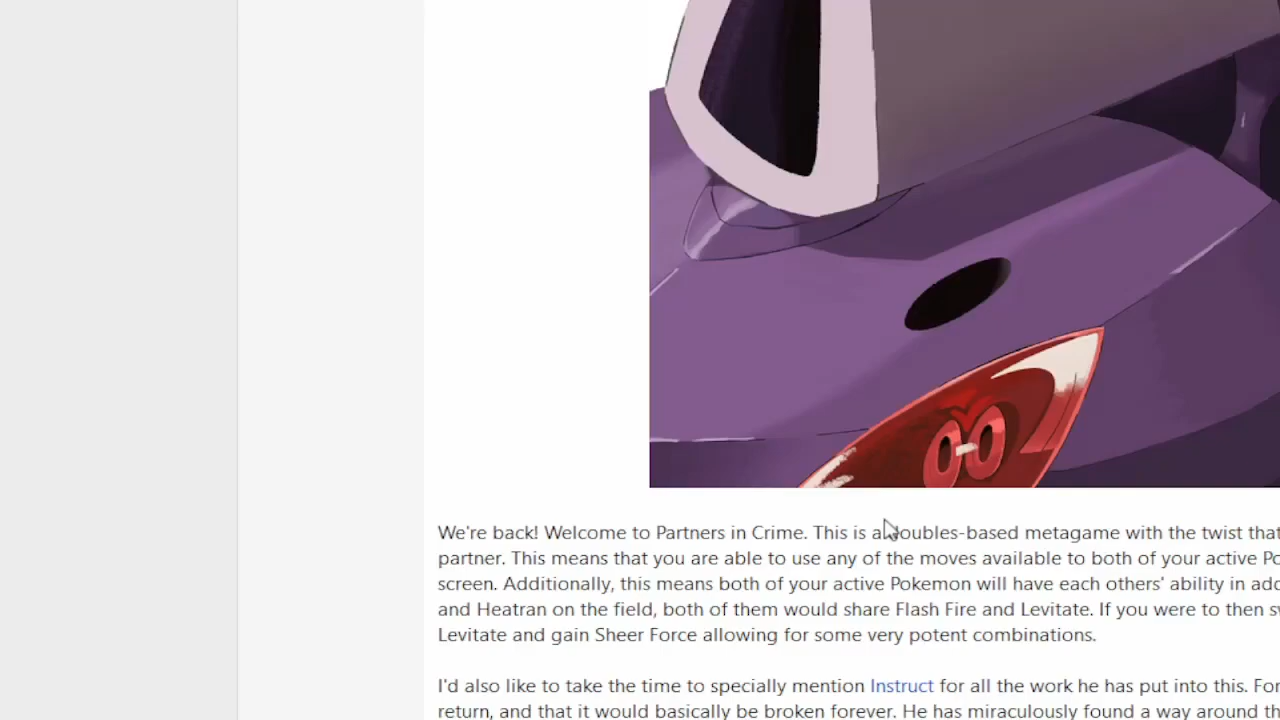 We're back! Welcome to Partners in Crime. This is a doubles-based metagame with the twist that
partner. This means that you are able to use any of the moves available to both of your active
screen. Additionally, this means both of your active Pokemon will have each others' ability in
and Heatran on the field, both of them would share Flash Fire and Levitate. If you were to then
Levitate and gain Sheer Force allowing for some very potent combinations.
I'd also like to take the time to specially mention Instruct for all the work he has put into this.
return, and that it would basically be broken forever. He has miraculously found a way around